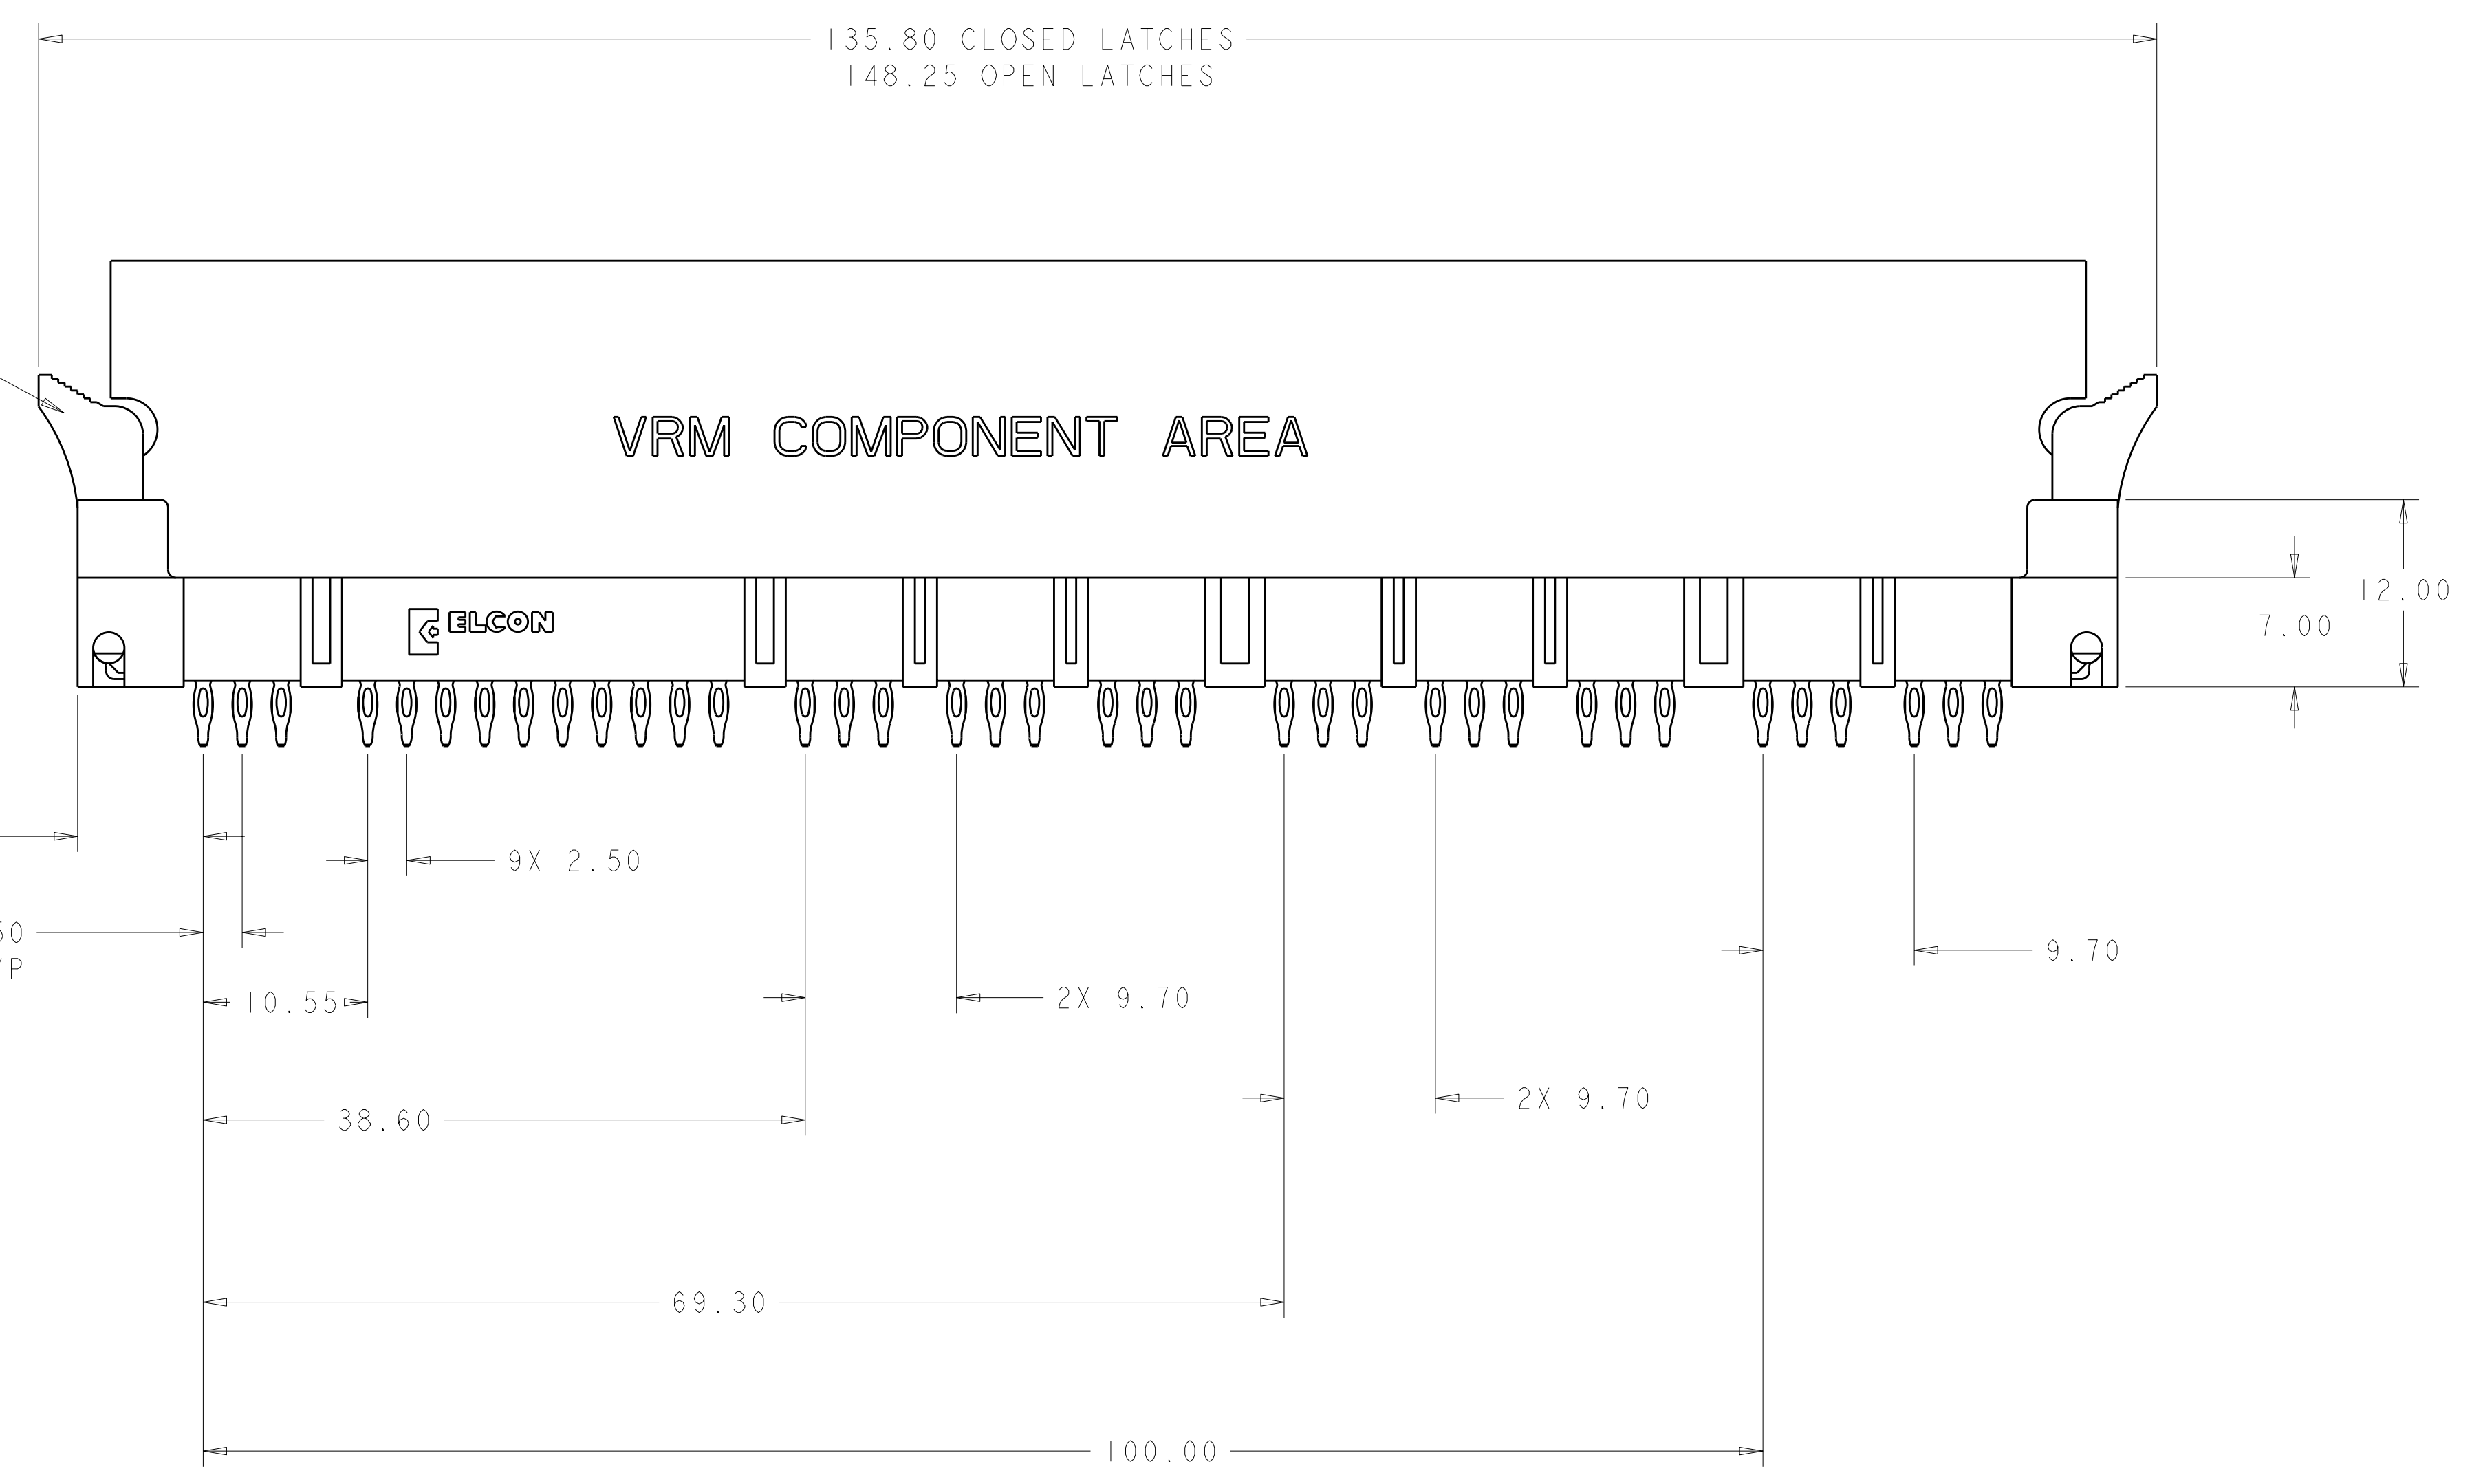 135.80 CLOSED LATCHES
148.25 OPEN LATCHES
VRM COMPONENT AREA
12.00
7.00
ELCON
9X 2.50
9.70
10.55
2X 9.70
2X 9.70
38.60
69.30
100.00